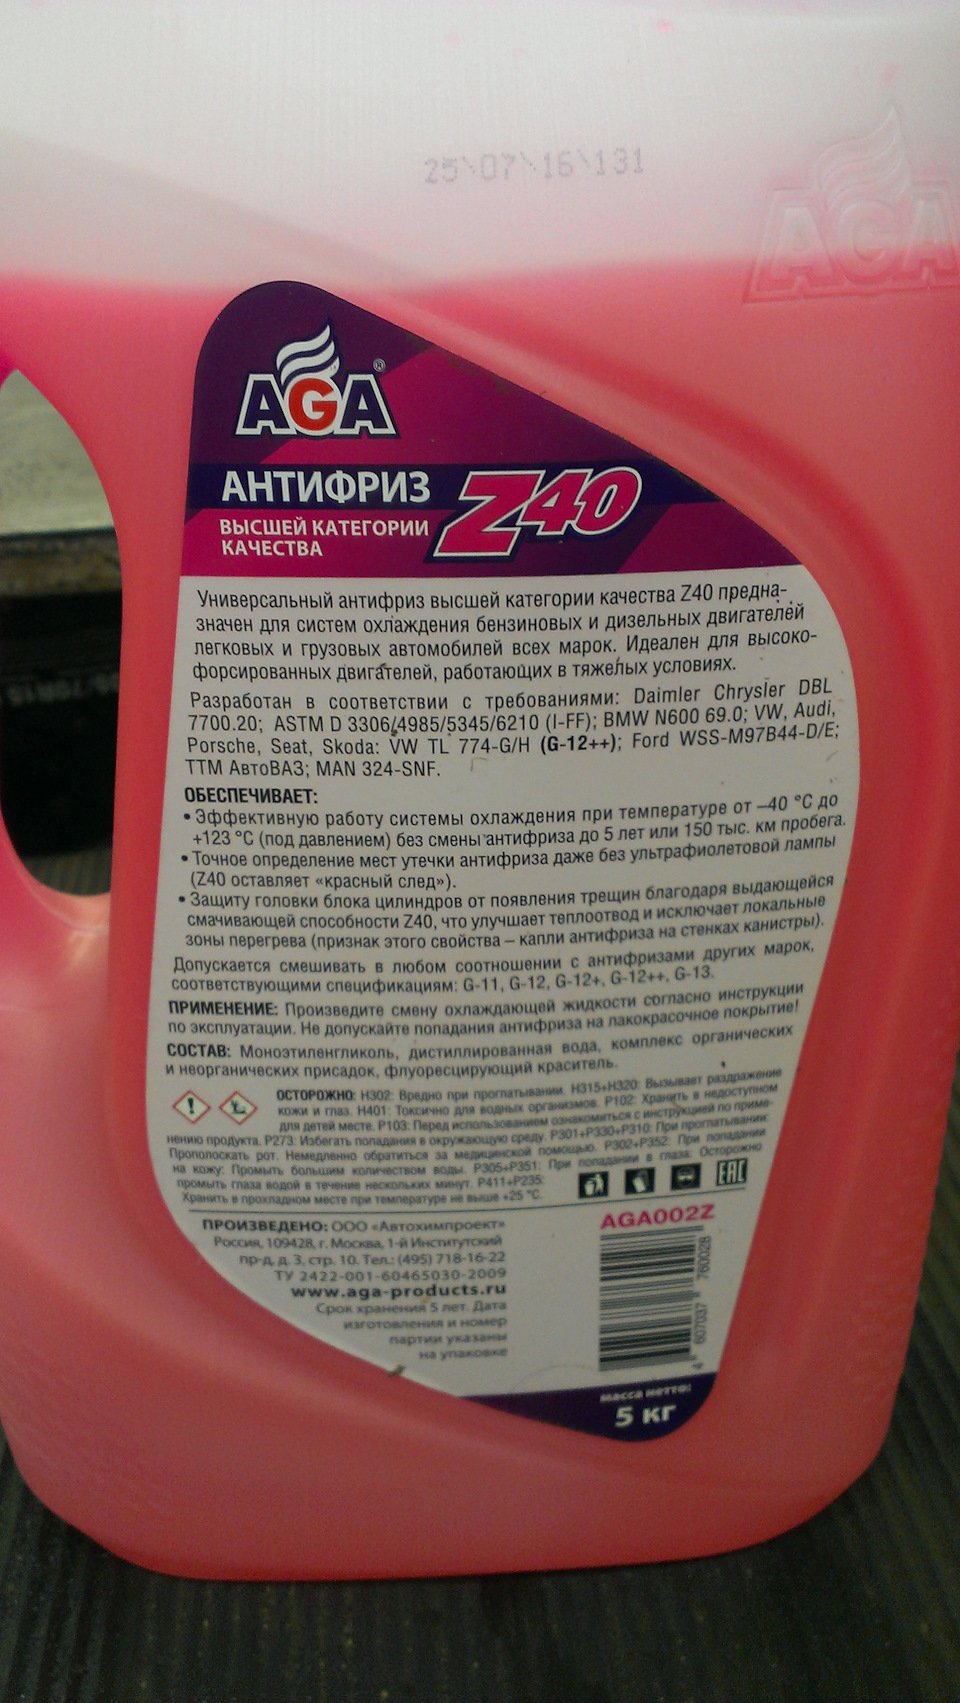 25\07\16\131
AGA
AGA®
АНТИФРИЗ Z40
ВЫСШЕЙ КАТЕГОРИИ
КАЧЕСТВА
Универсальный антифриз высшей категории качества Z40 предна-
значен для систем охлаждения бензиновых и дизельных двигателей
легковых и грузовых автомобилей всех марок. Идеален для высоко-
форсированных двигателей, работающих в тяжелых условиях.
Разработан в соответствии с требованиями: Daimler Chrysler DBL
7700.20; ASTM D 3306/4985/5345/6210 (I-FF); BMW N600 69.0; VW, Audi,
Porsche, Seat, Skoda: VW TL 774-G/H (G-12++); Ford WSS-M97B44-D/E;
ТТМ АвтоВАЗ; MAN 324-SNF.
ОБЕСПЕЧИВАЕТ:
• Эффективную работу системы охлаждения при температуре от –40 °С до
+123 °С (под давлением) без смены антифриза до 5 лет или 150 тыс. км пробега.
• Точное определение мест утечки антифриза даже без ультрафиолетовой лампы
(Z40 оставляет «красный след»).
• Защиту головки блока цилиндров от появления трещин благодаря выдающейся
смачивающей способности Z40, что улучшает теплоотвод и исключает локальные
зоны перегрева (признак этого свойства – капли антифриза на стенках канистры).
Допускается смешивать в любом соотношении с антифризами других марок,
соответствующими спецификациям: G-11, G-12, G-12+, G-12++, G-13.
ПРИМЕНЕНИЕ: Произведите смену охлаждающей жидкости согласно инструкции
по эксплуатации. Не допускайте попадания антифриза на лакокрасочное покрытие!
СОСТАВ: Моноэтиленгликоль, дистиллированная вода, комплекс органических
и неорганических присадок, флуоресцирующий краситель.
ОСТОРОЖНО: H302: Вредно при проглатывании. H315+H320: Вызывает раздражение
кожи и глаз. H401: Токсично для водных организмов. P102: Хранить в недоступном
для детей месте. P103: Перед использованием ознакомиться с инструкцией по приме-
нению продукта. P273: Избегать попадания в окружающую среду. P301+P330+P310: При проглатывании:
Прополоскать рот. Немедленно обратиться за медицинской помощью. P302+P352: При попадании
на кожу: Промыть большим количеством воды. P305+P351: При попадании в глаза: Осторожно
промыть глаза водой в течение нескольких минут. P411+P235:
Хранить в прохладном месте при температуре не выше +25 °С.
EAC
ПРОИЗВЕДЕНО: ООО «Автохимпроект»
Россия, 109428, г. Москва, 1-й Институтский
пр-д, д. 3, стр. 10. Тел.: (495) 718-16-22
ТУ 2422-001-60465030-2009
www.aga-products.ru
Срок хранения 5 лет. Дата
изготовления и номер
партии указаны
на упаковке
AGA002Z
4 607037 760028
масса нетто:
5 кг